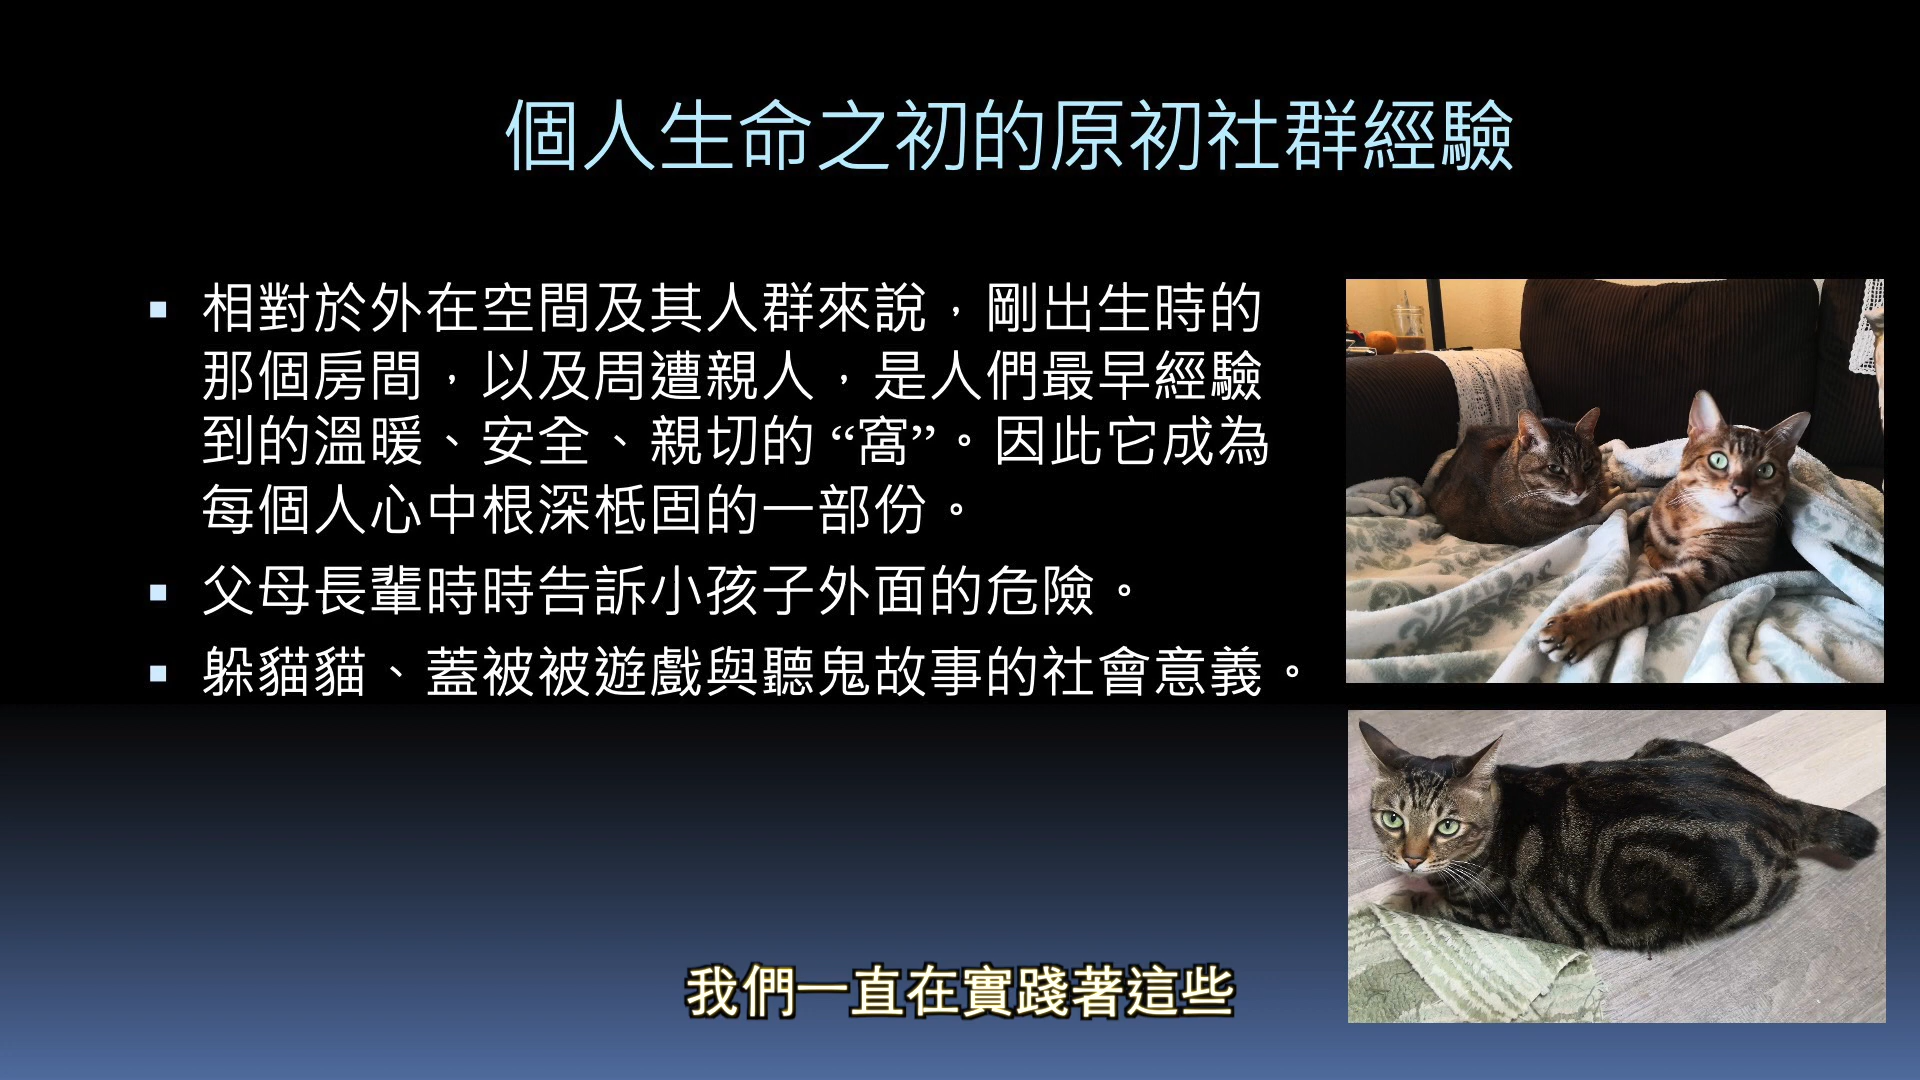 個人生命之初的原初社群經驗
相對於外在空間及其人群來說，剛出生時的
那個房間，以及周遭親人，是人們最早經驗
到的溫暖、安全、親切的 “窩”。因此它成為
每個人心中根深柢固的一部份。
父母長輩時時告訴小孩子外面的危險。
躲貓貓、蓋被被遊戲與聽鬼故事的社會意義。
我們一直在實踐著這些